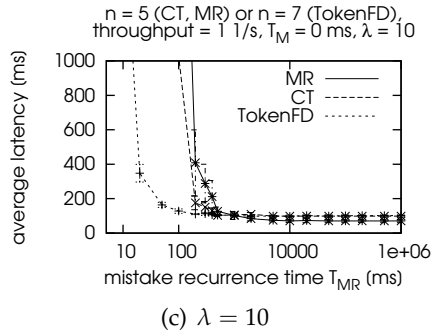 n = 5 (CT, MR) or n = 7 (TokenFD),
throughput = 1 1/s, T_M = 0 ms, λ = 10
1000
800
600
400
200
0
average latency (ms)
MR
CT
TokenFD
10 100 10000 1e+06
mistake recurrence time T_MR (ms)
(c) λ = 10